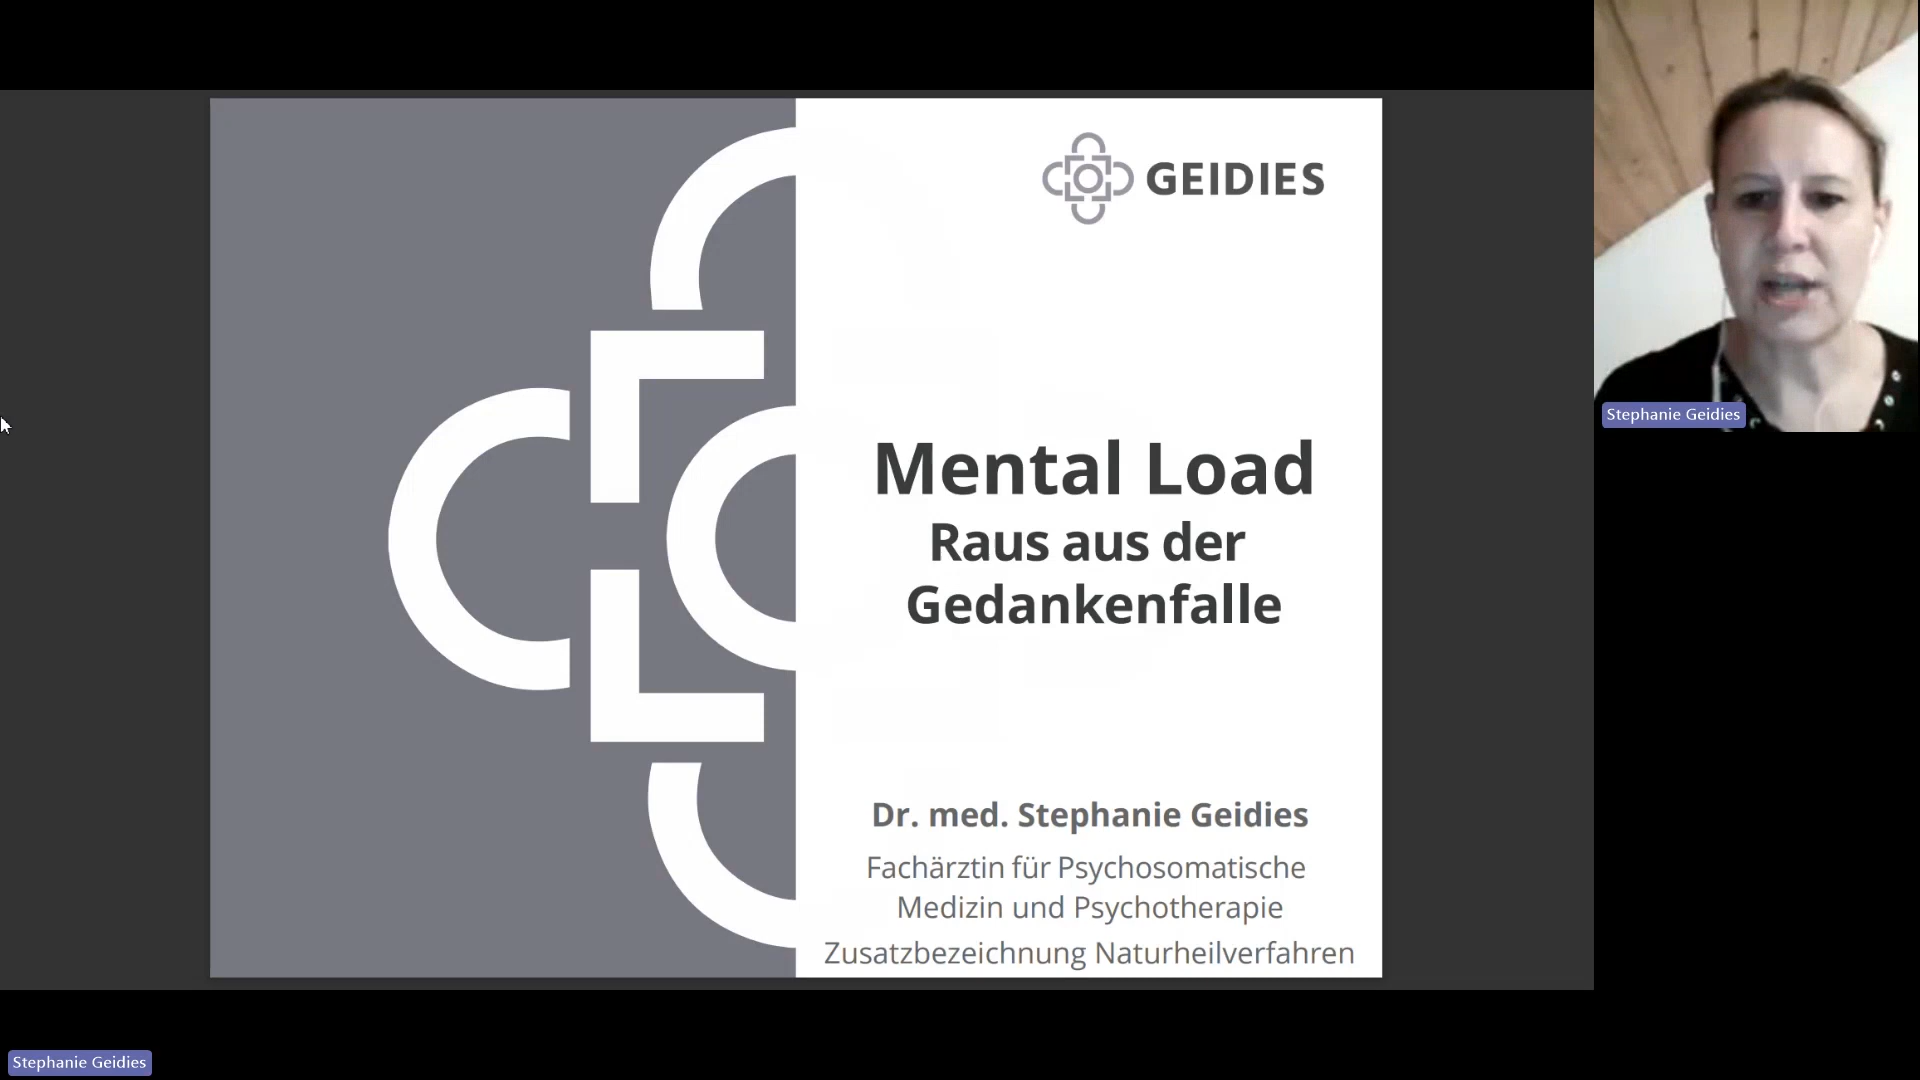 GEIDIES
Mental Load
Raus aus der
Gedankenfalle
Dr. med. Stephanie Geidies
Fachärztin für Psychosomatische
Medizin und Psychotherapie
Zusatzbezeichnung Naturheilverfahren
Stephanie Geidies
Stephanie Geidies